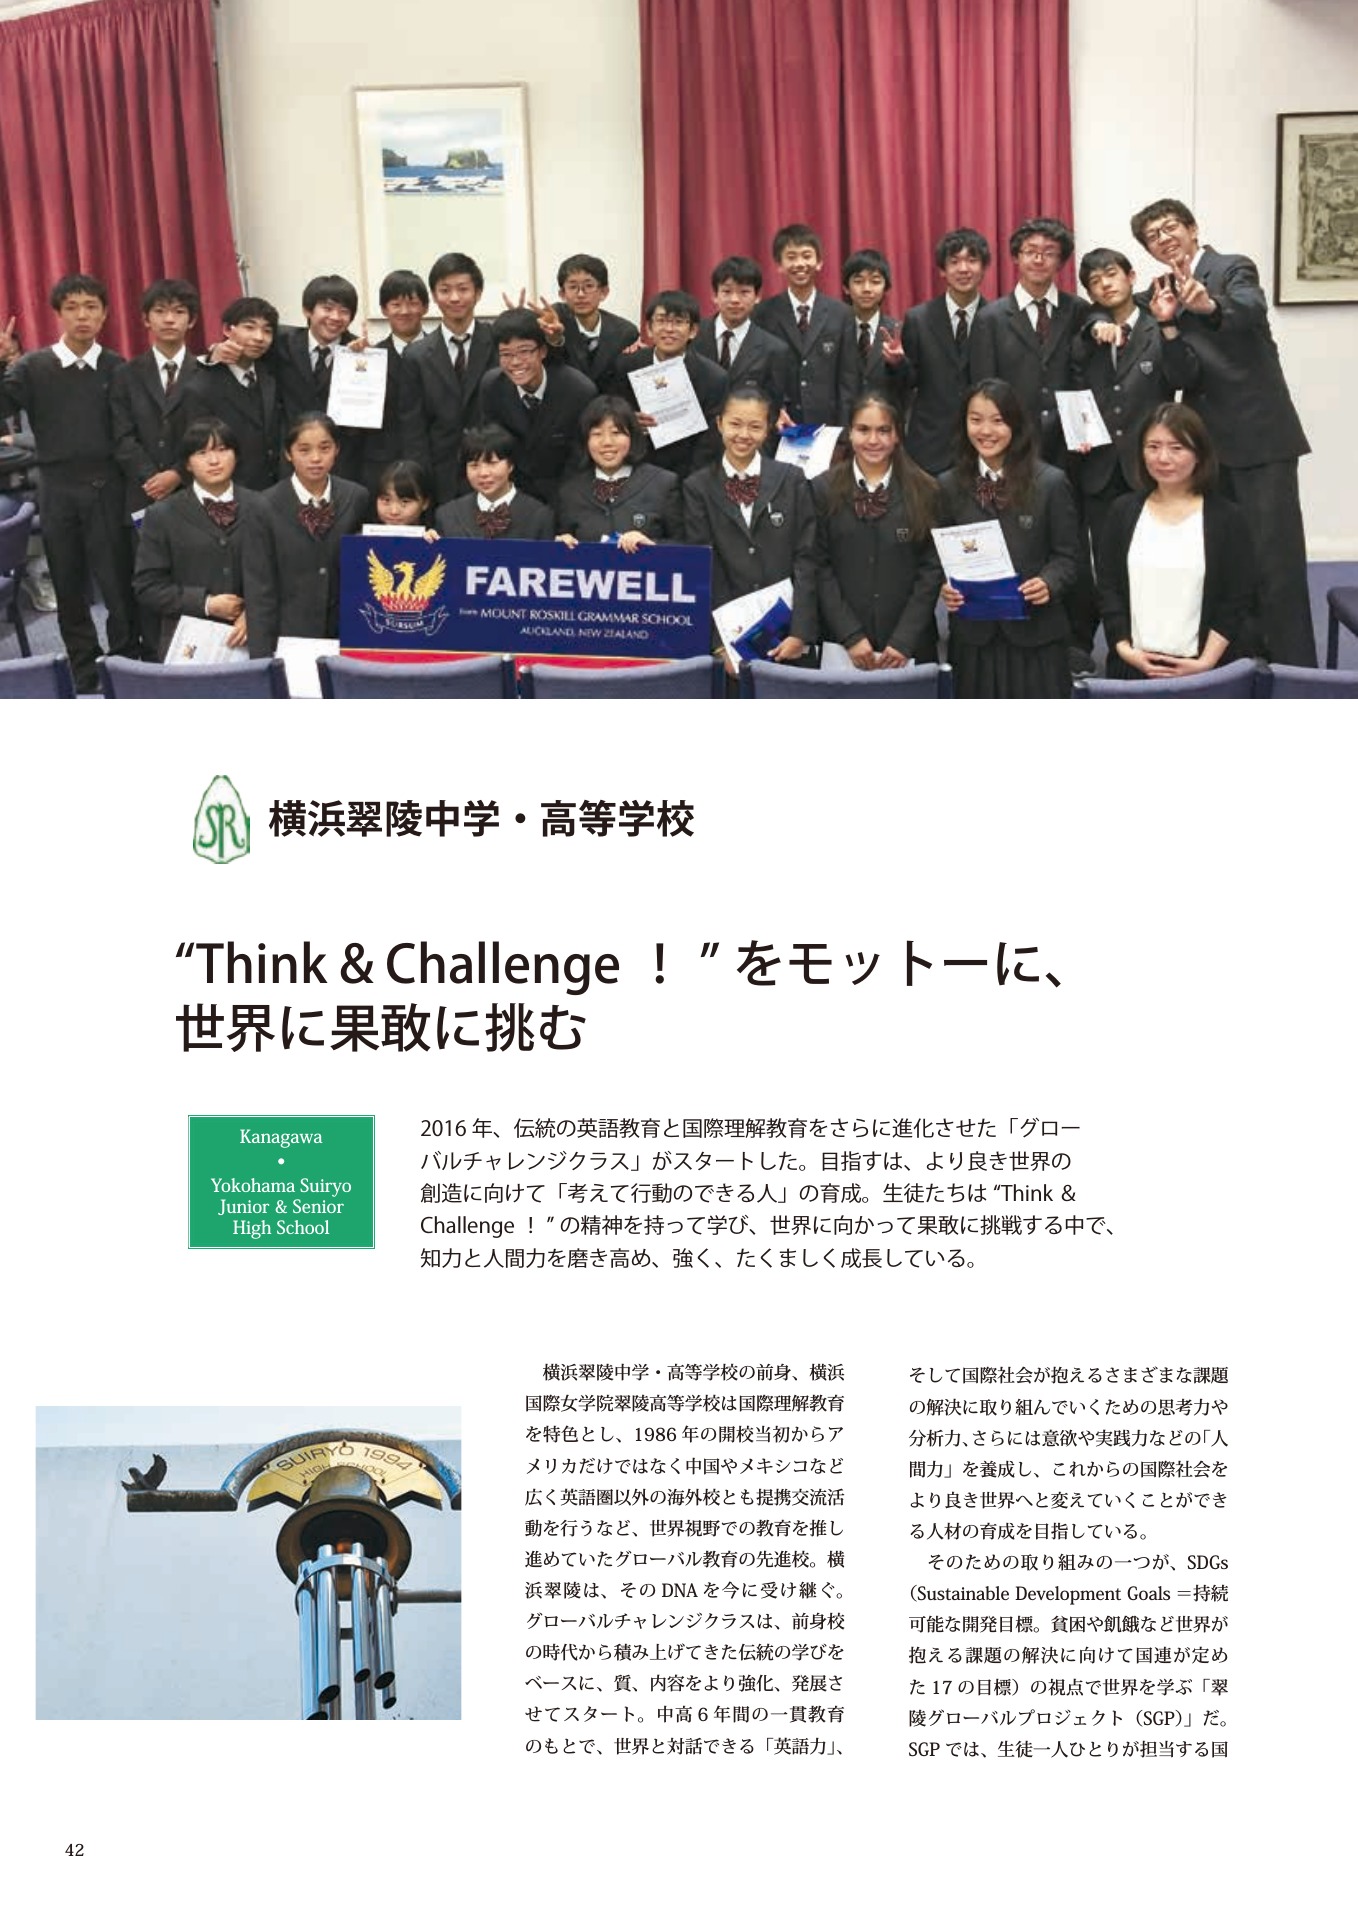 FAREWELL
from MOUNT ROSKILL GRAMMAR SCHOOL
AUCKLAND, NEW ZEALAND
SURSUM
SR
横浜翠陵中学・高等学校
“Think & Challenge ！ ” をモットーに、
世界に果敢に挑む
Kanagawa
•
Yokohama Suiryo
Junior & Senior
High School
2016 年、伝統の英語教育と国際理解教育をさらに進化させた「グロー
バルチャレンジクラス」がスタートした。目指すは、より良き世界の
創造に向けて「考えて行動のできる人」の育成。生徒たちは “Think &
Challenge ！ ” の精神を持って学び、世界に向かって果敢に挑戦する中で、
知力と人間力を磨き高め、強く、たくましく成長している。
SUIRYO 1994
HIGH SCHOOL
横浜翠陵中学・高等学校の前身、横浜
国際女学院翠陵高等学校は国際理解教育
を特色とし、1986 年の開校当初からア
メリカだけではなく中国やメキシコなど
広く英語圏以外の海外校とも提携交流活
動を行うなど、世界視野での教育を推し
進めていたグローバル教育の先進校。横
浜翠陵は、その DNA を今に受け継ぐ。
グローバルチャレンジクラスは、前身校
の時代から積み上げてきた伝統の学びを
ベースに、質、内容をより強化、発展さ
せてスタート。中高 6 年間の一貫教育
のもとで、世界と対話できる「英語力」、
そして国際社会が抱えるさまざまな課題
の解決に取り組んでいくための思考力や
分析力、さらには意欲や実践力などの「人
間力」を養成し、これからの国際社会を
より良き世界へと変えていくことができ
る人材の育成を目指している。
そのための取り組みの一つが、SDGs
（Sustainable Development Goals ＝持続
可能な開発目標。貧困や飢餓など世界が
抱える課題の解決に向けて国連が定め
た 17 の目標）の視点で世界を学ぶ「翠
陵グローバルプロジェクト（SGP）」だ。
SGP では、生徒一人ひとりが担当する国
42